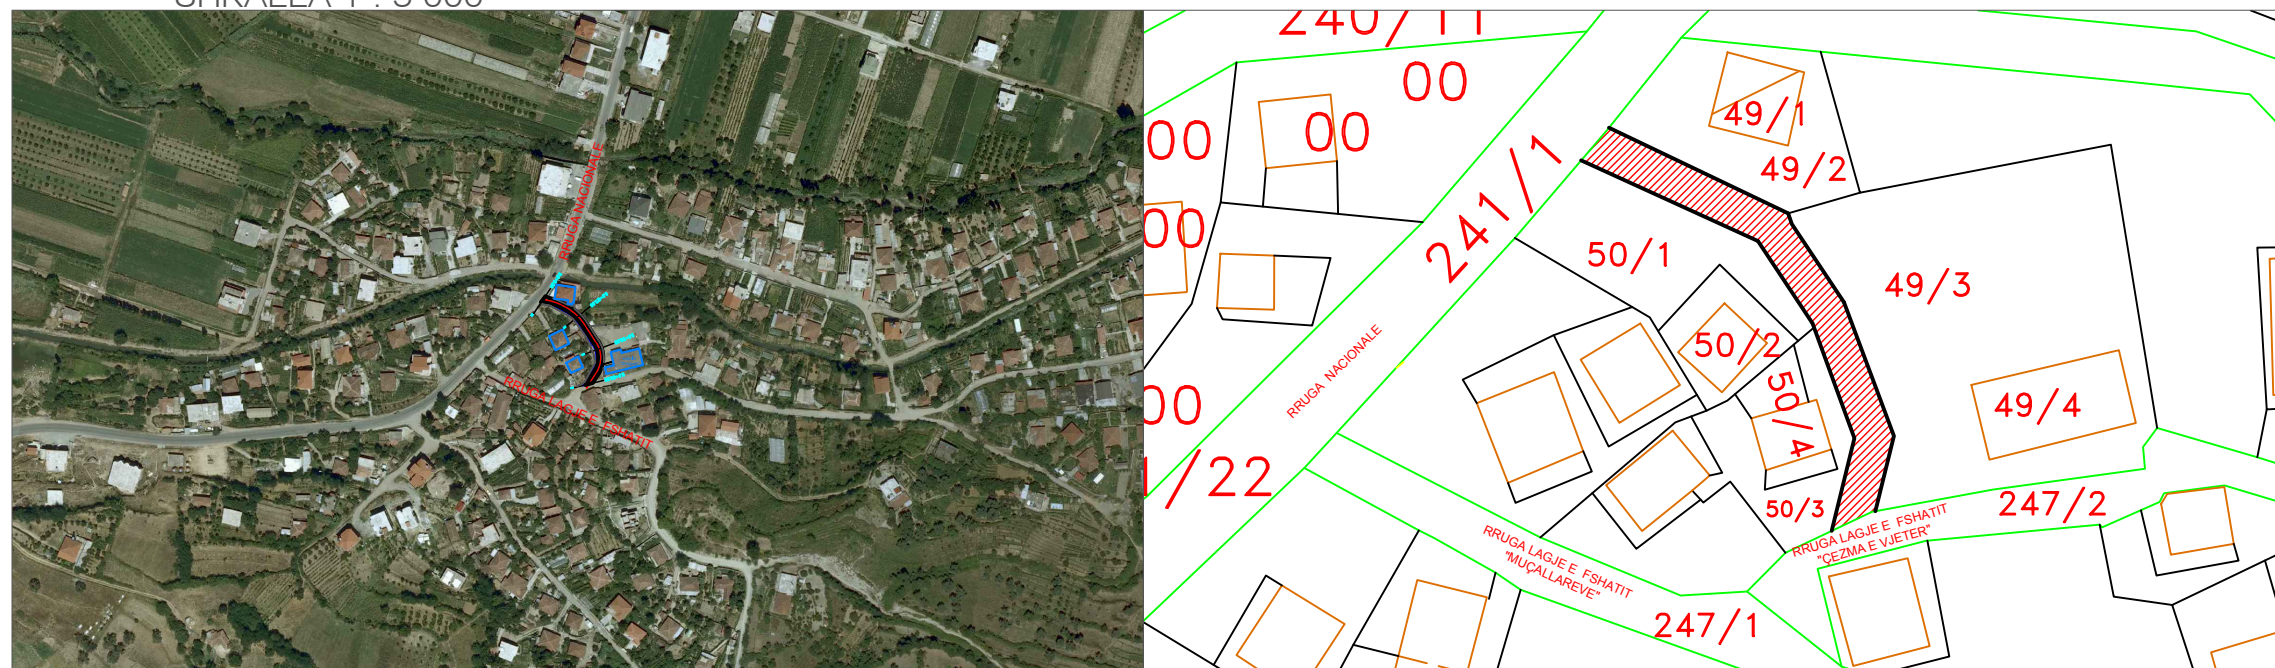 RRUGA NACIONALE
RRUGA LAGJE E FSHATIT
240/11
00
00
00
49/1
49/2
241/1
00
50/1
49/3
50/2
RRUGA NACIONALE
50/4
49/4
00
1/22
50/3
247/2
RRUGA LAGJE E FSHATIT
"ÇEZMA E VJETER"
RRUGA LAGJE E FSHATIT
"MUÇALLAREVE"
247/1